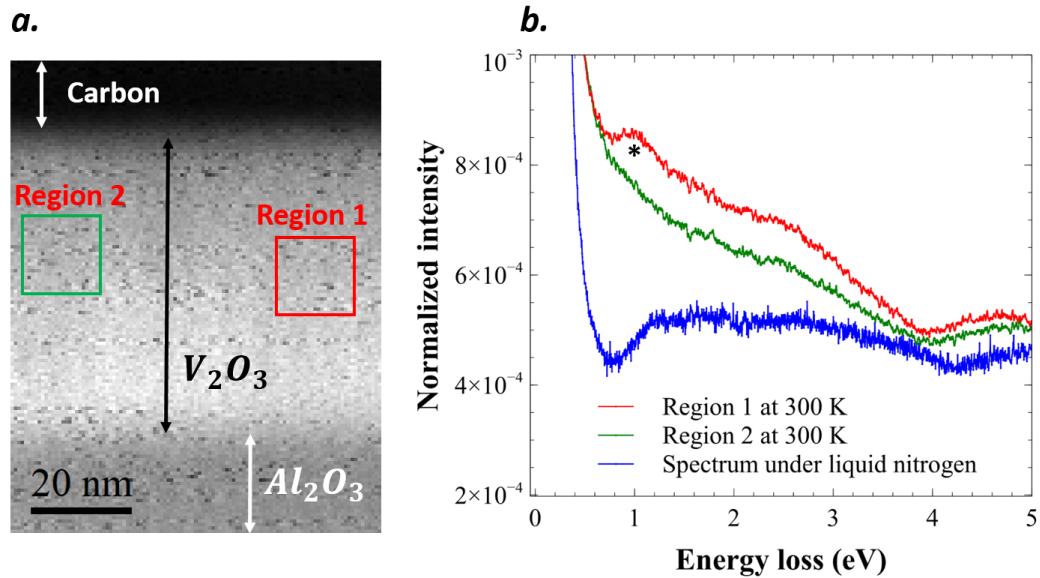 a.
Carbon
Region 2
Region 1
V₂O₃
20 nm
Al₂O₃
b.
10⁻³
8×10⁻⁴
6×10⁻⁴
4×10⁻⁴
2×10⁻⁴
Normalized intensity
*
Region 1 at 300 K
Region 2 at 300 K
Spectrum under liquid nitrogen
0 1 2 3 4 5
Energy loss (eV)